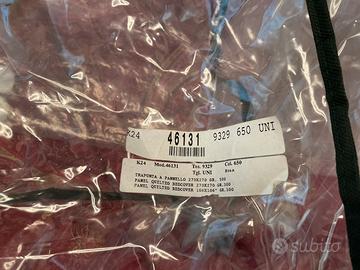 K24 46131 9329 650 UNI
K24 Mod.46131 Tes. 9329 Col. 650
Tgl. UNI
TRAPUNTA A PANNELLO 270X270 GR. 300
PANEL QUILTED BEDCOVER 270X270 GR.300
PANEL QUILTED BEDCOVER 106X106" GR.300
subito